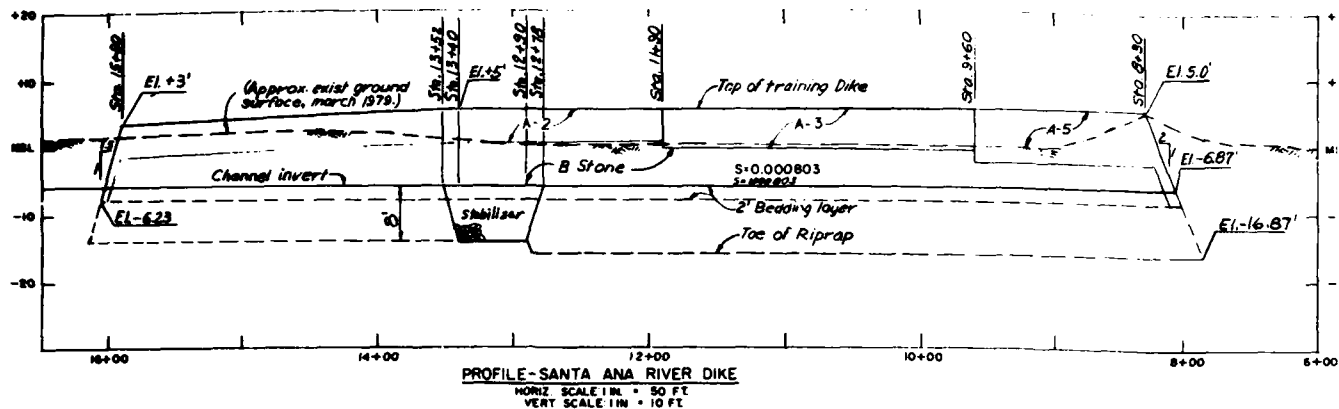 +20
+10
MSL
-10
-20
Sta. 15+90
El. +3'
(Approx. exist ground
surface, march 1979.)
Sta. 13+52
Sta. 13+40
El. +5'
Sta. 12+90
Sta. 12+78
Sta. 11+90
Top of training Dike
Sta. 9+60
Sta. 8+30
El. 5.0'
A-2
A-3
A-5
B Stone
S=0.000803
Channel invert
El. -6.23
8'
Stabilizer
2' Bedding layer
Toe of Riprap
2
1
El. -6.87'
El. -16.87'
16+00
14+00
12+00
10+00
8+00
6+00
PROFILE-SANTA ANA RIVER DIKE
HORIZ. SCALE: 1 IN. = 50 FT.
VERT SCALE: 1 IN = 10 FT.